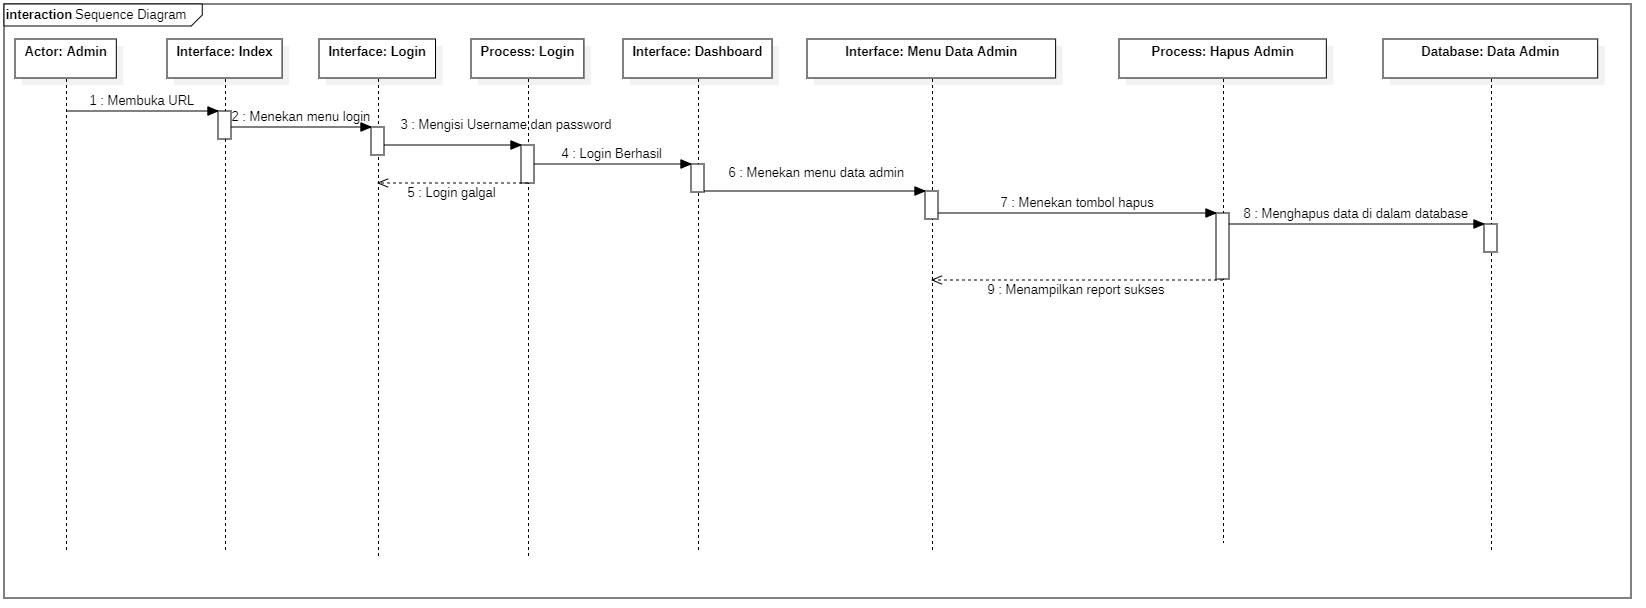 interaction Sequence Diagram
Actor: Admin
Interface: Index
Interface: Login
Process: Login
Interface: Dashboard
Interface: Menu Data Admin
Process: Hapus Admin
Database: Data Admin
1 : Membuka URL
2 : Menekan menu login
3 : Mengisi Username dan password
4 : Login Berhasil
5 : Login galgal
6 : Menekan menu data admin
7 : Menekan tombol hapus
8 : Menghapus data di dalam database
9 : Menampilkan report sukses